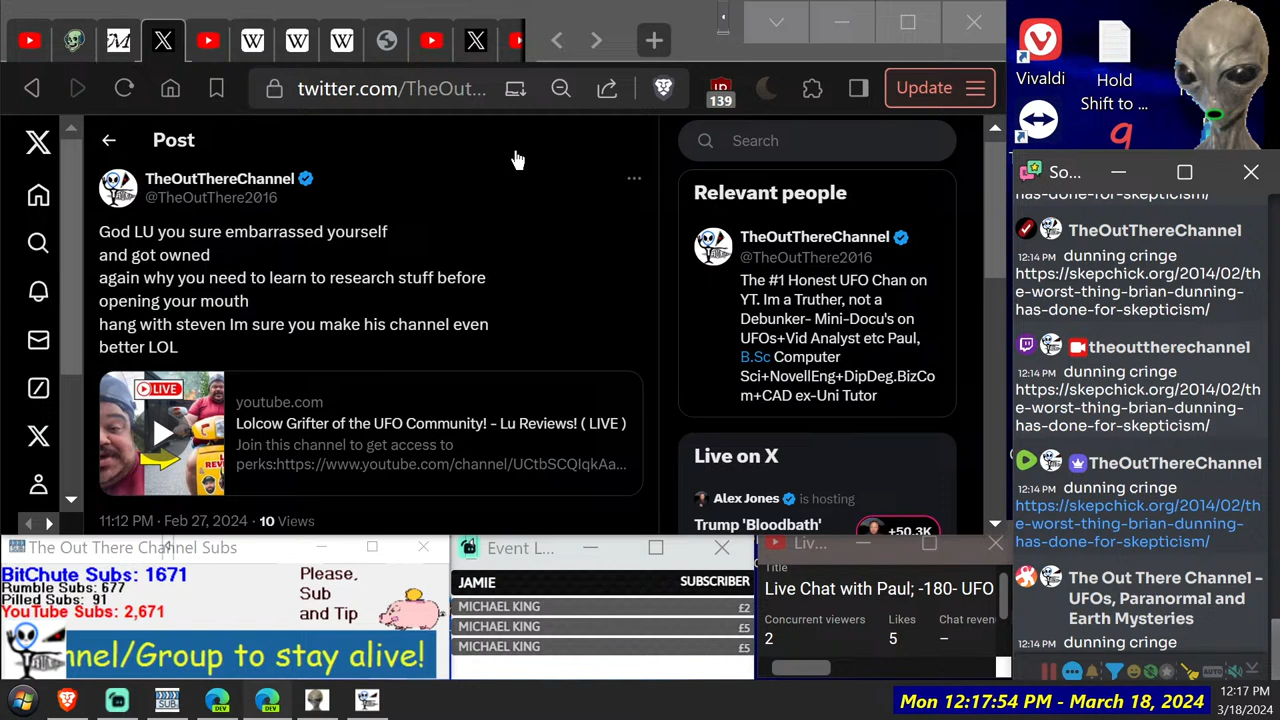 twitter.com/TheOut...
139
Update
Post
Search
TheOutThereChannel
@TheOutThere2016
God LU you sure embarrassed yourself
and got owned
again why you need to learn to research stuff before
opening your mouth
hang with steven Im sure you make his channel even
better LOL
LIVE
youtube.com
Lolcow Grifter of the UFO Community! - Lu Reviews! ( LIVE )
Join this channel to get access to
perks:https://www.youtube.com/channel/UCtbSCQIqkAa...
11:12 PM · Feb 27, 2024 · 10 Views
Relevant people
TheOutThereChannel
@TheOutThere2016
The #1 Honest UFO Chan on
YT. Im a Truther, not a
Debunker- Mini-Docu's on
UFOs+Vid Analyst etc Paul,
B.Sc Computer
Sci+NovellEng+DipDeg.BizCo
m+CAD ex-Uni Tutor
Live on X
Alex Jones is hosting
Trump 'Bloodbath'
+50.3K
Vivaldi
Hold
Shift to ...
So...
has-done-for-skepticism/
TheOutThereChannel
12:14 PM dunning cringe
https://skepchick.org/2014/02/th
e-worst-thing-brian-dunning-
has-done-for-skepticism/
theouttherechannel
12:14 PM dunning cringe
https://skepchick.org/2014/02/th
e-worst-thing-brian-dunning-
has-done-for-skepticism/
TheOutThereChannel
12:14 PM dunning cringe
https://skepchick.org/2014/02/th
e-worst-thing-brian-dunning-
has-done-for-skepticism/
The Out There Channel -
UFOs, Paranormal and
Earth Mysteries
12:14 PM dunning cringe
AUTO
The Out There Channel Subs
BitChute Subs: 1671
Rumble Subs: 677
Pilled Subs: 91
YouTube Subs: 2,671
Please,
Sub
and Tip
nnel/Group to stay alive!
Event L...
JAMIE SUBSCRIBER
MICHAEL KING £2
MICHAEL KING £5
MICHAEL KING £5
Liv...
Title
Live Chat with Paul; -180- UFO
Concurrent viewers Likes Chat reven
2 5 –
SUB
DEV
DEV
Mon 12:17:54 PM - March 18, 2024
12:17 PM
3/18/2024